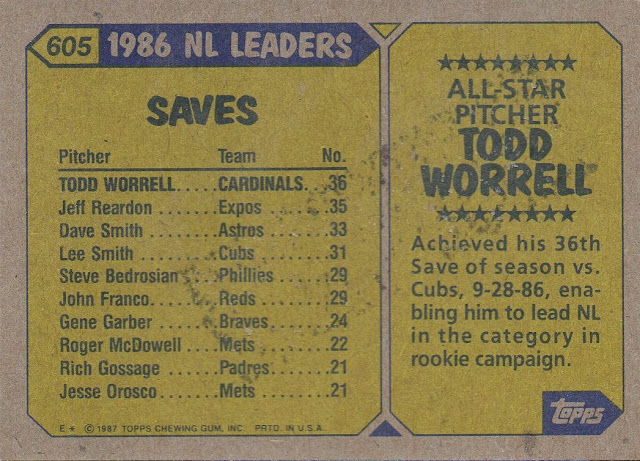 605 1986 NL LEADERS
SAVES
Pitcher Team No.
TODD WORRELL.....CARDINALS...36
Jeff Reardon.......Expos.......35
Dave Smith.......Astros.......33
Lee Smith.......Cubs.......31
Steve Bedrosian.....Phillies.......29
John Franco.......Reds.......29
Gene Garber.......Braves.......24
Roger McDowell....Mets.......22
Rich Gossage......Padres.......21
Jesse Orosco.......Mets.......21
E* © 1987 TOPPS CHEWING GUM, INC. PRTD. IN U.S.A.
ALL-STAR
PITCHER
TODD
WORRELL
Achieved his 36th
Save of season vs.
Cubs, 9-28-86, ena-
bling him to lead NL
in the category in
rookie campaign.
topps